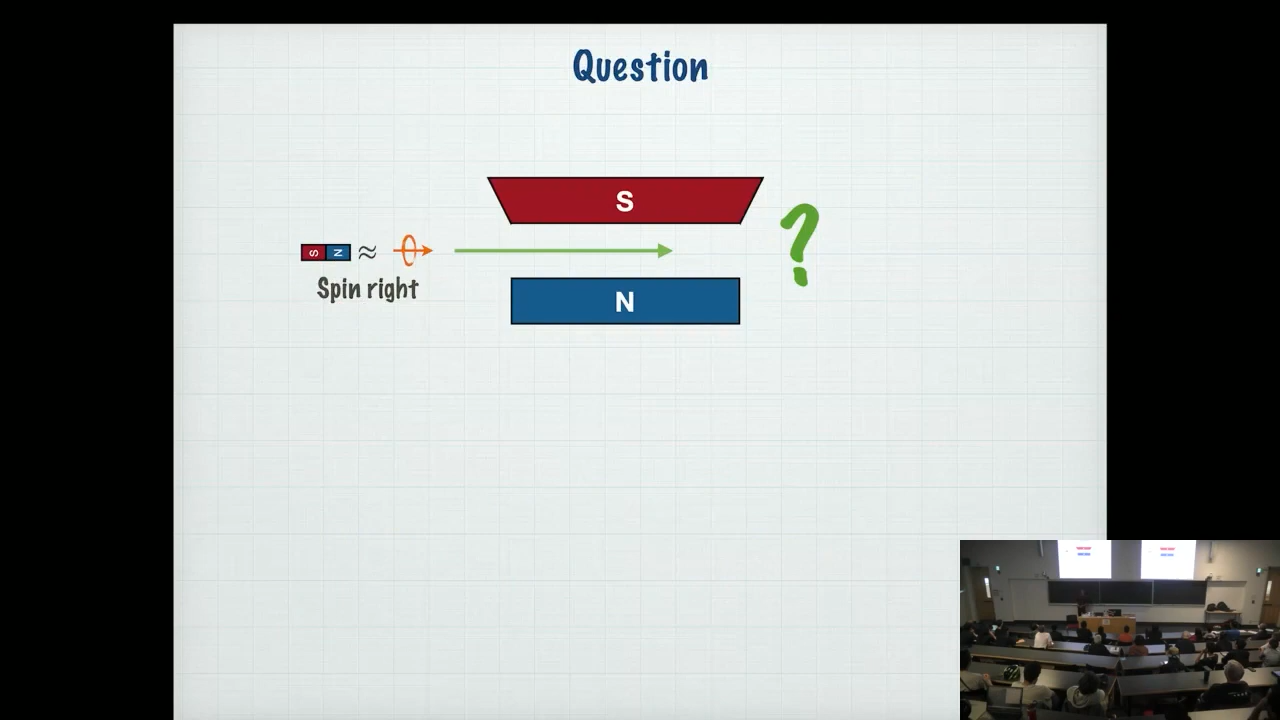 Question
S
S N ≈
Spin right
?
N